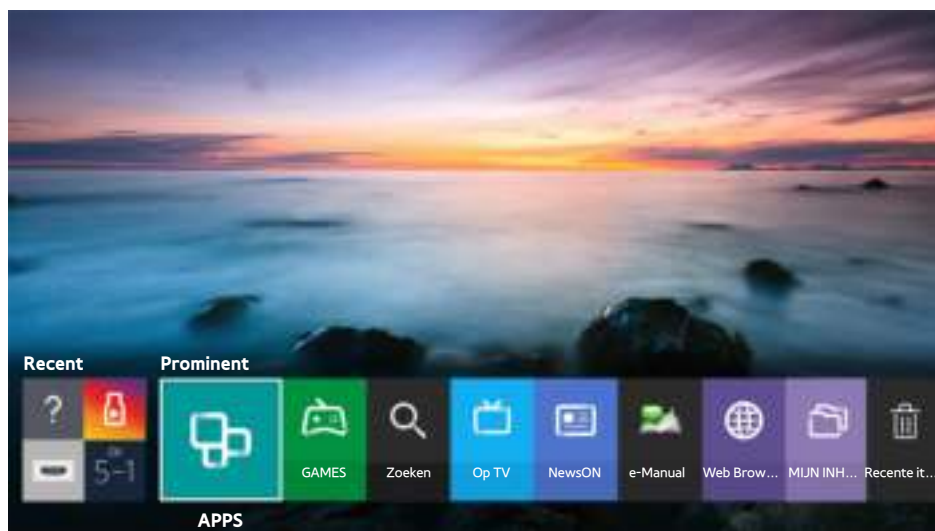 Recent
Prominent
?
5-1
GAMES
Zoeken
Op TV
NewsON
e-Manual
Web Brow...
MIJN INH...
Recente it...
APPS